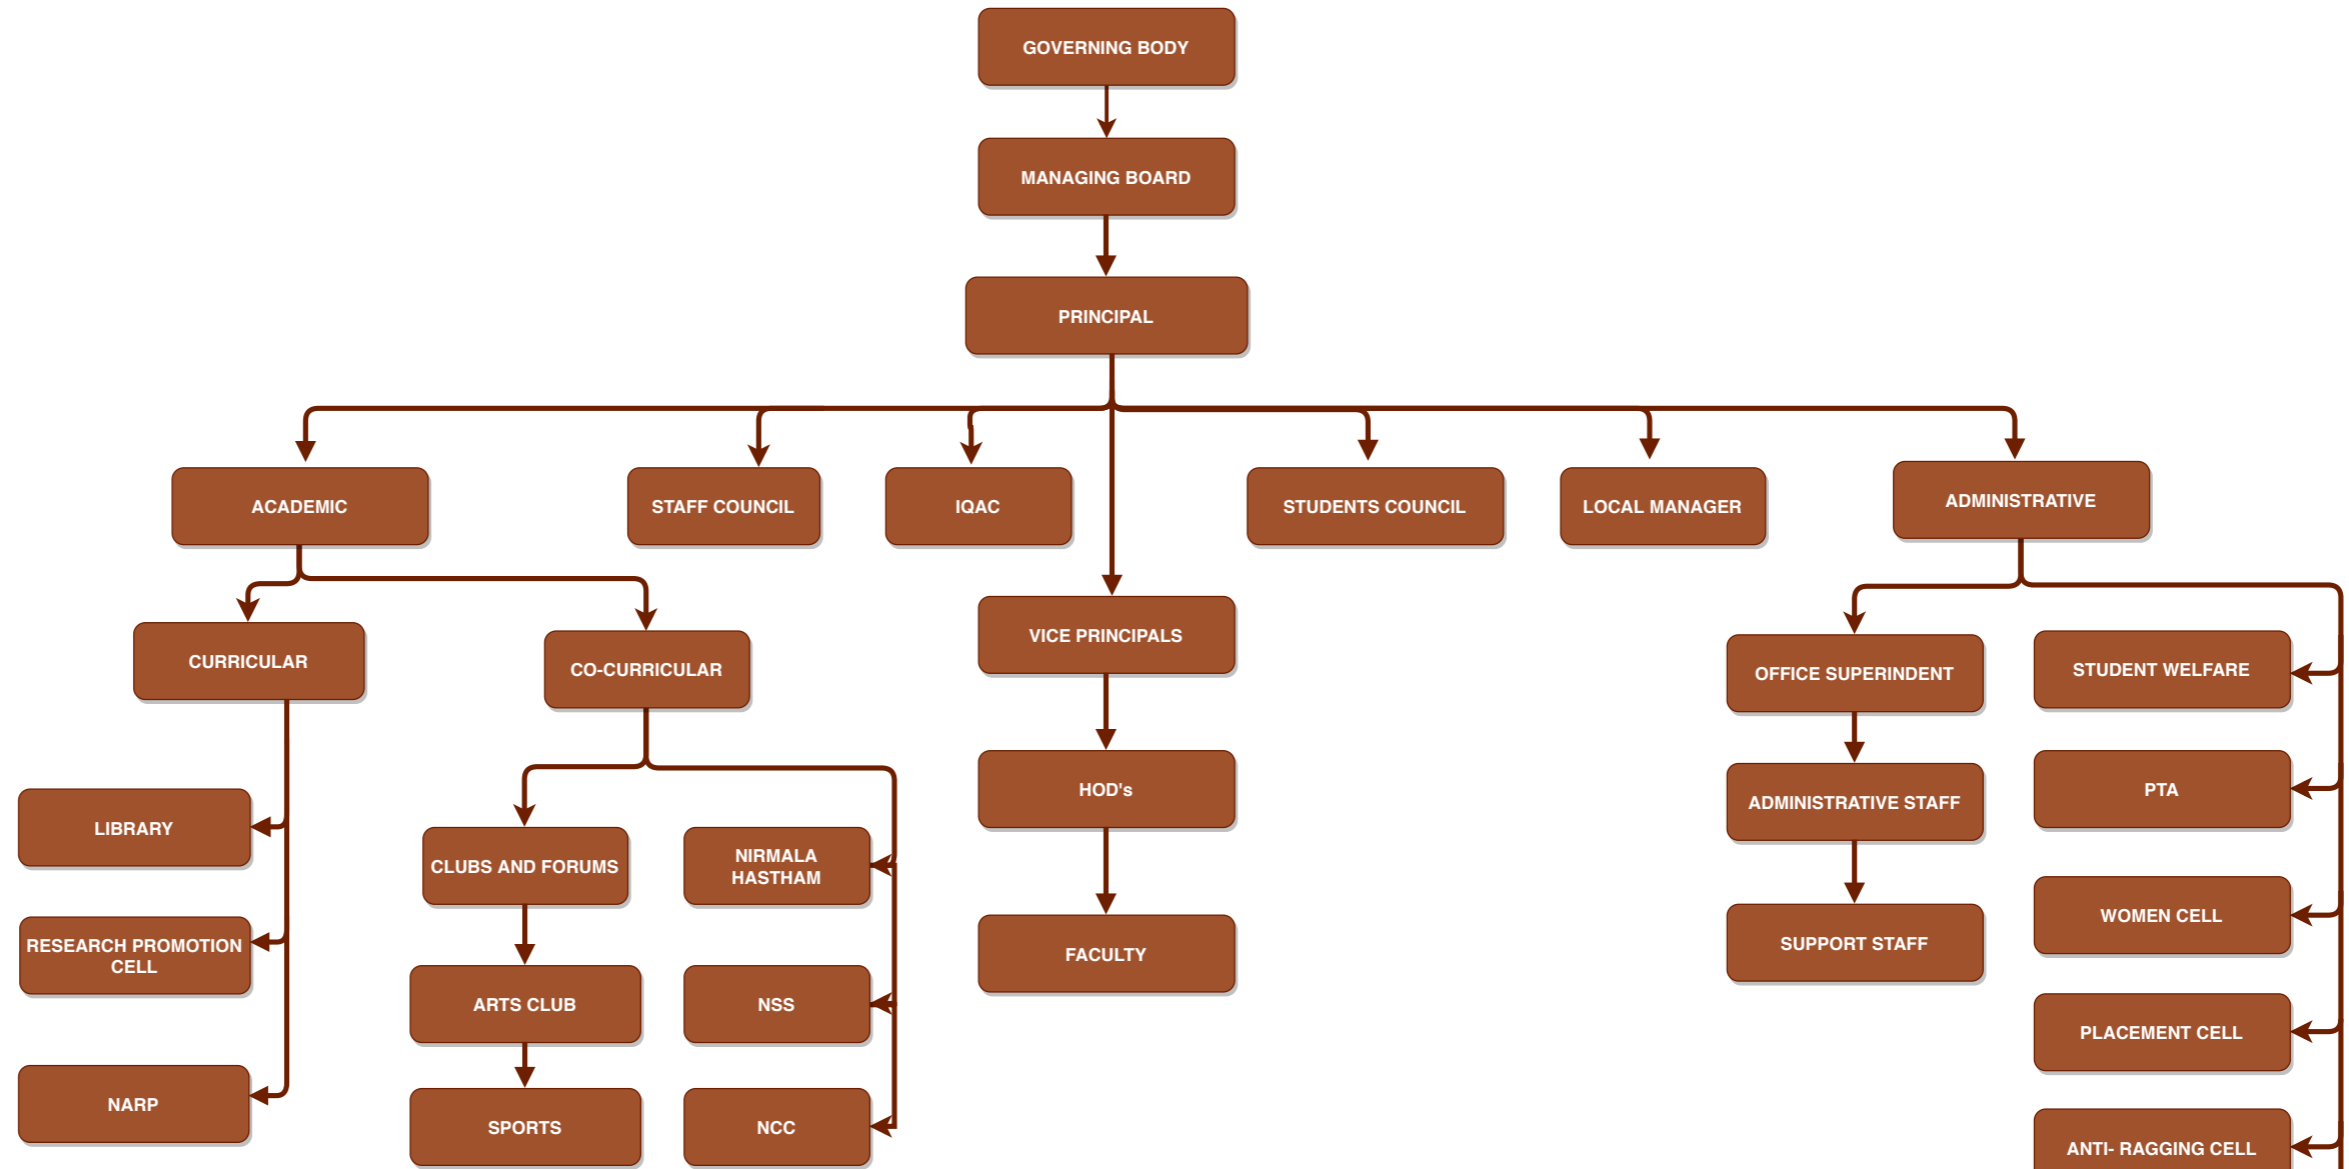 GOVERNING BODY
MANAGING BOARD
PRINCIPAL
ACADEMIC
STAFF COUNCIL
IQAC
STUDENTS COUNCIL
LOCAL MANAGER
ADMINISTRATIVE
CURRICULAR
CO-CURRICULAR
VICE PRINCIPALS
OFFICE SUPERINDENT
STUDENT WELFARE
HOD's
ADMINISTRATIVE STAFF
PTA
LIBRARY
CLUBS AND FORUMS
NIRMALA
HASTHAM
WOMEN CELL
RESEARCH PROMOTION
CELL
FACULTY
SUPPORT STAFF
ARTS CLUB
NSS
PLACEMENT CELL
NARP
SPORTS
NCC
ANTI- RAGGING CELL